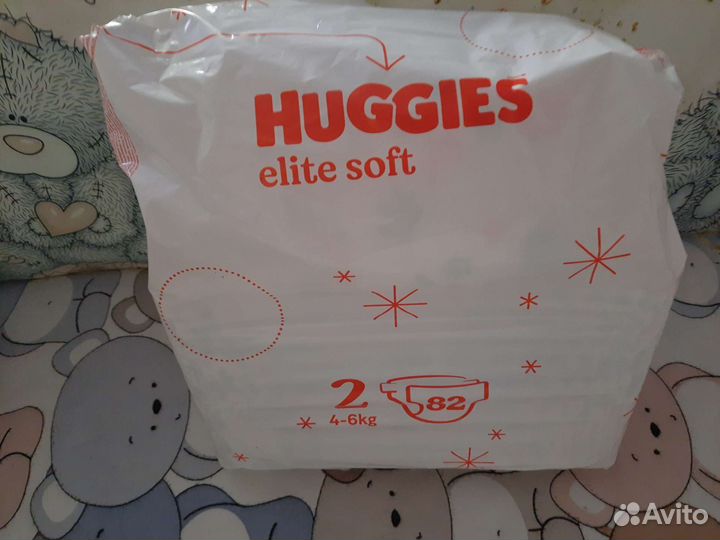 HUGGIES
elite soft
2
82
4-6kg
Avito